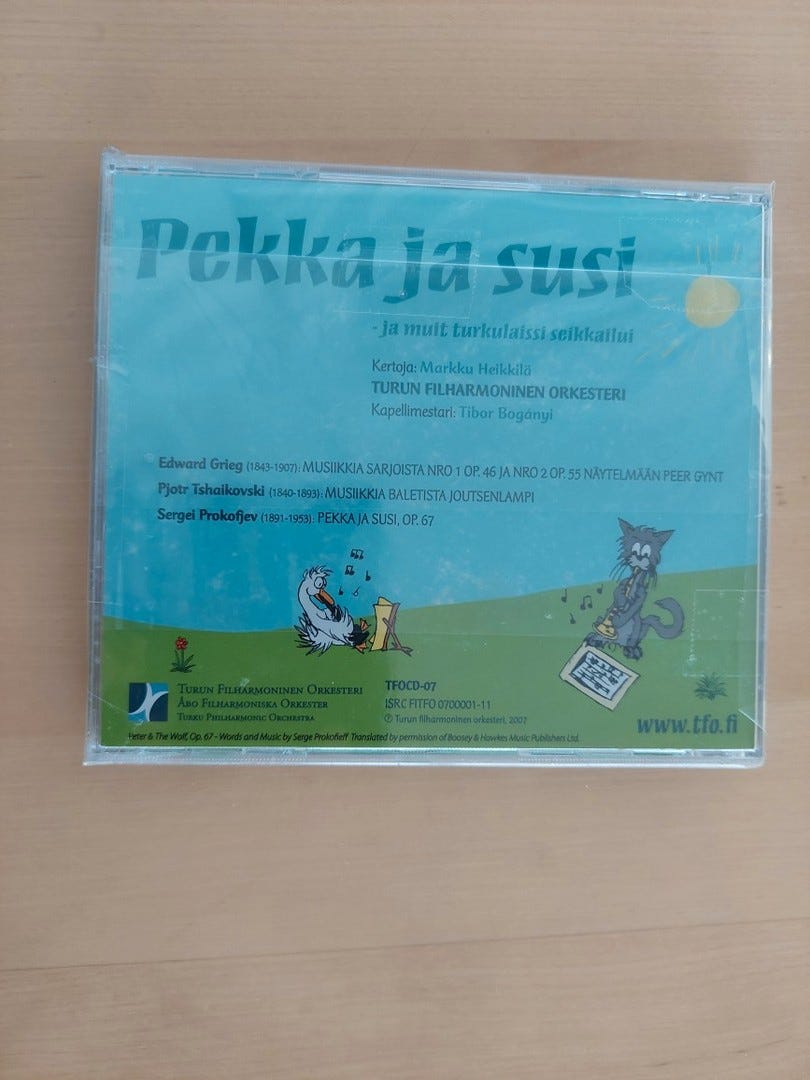 Pekka ja susi
- ja muit turkulaissi seikkailui
Kertoja: Markku Heikkilä
TURUN FILHARMONINEN ORKESTERI
Kapellimestari: Tibor Bogányi
Edward Grieg (1843-1907): MUSIIKKIA SARJOISTA NRO 1 OP. 46 JA NRO 2 OP. 55 NÄYTELMÄÄN PEER GYNT
Pjotr Tshaikovski (1840-1893): MUSIIKKIA BALETISTA JOUTSENLAMPI
Sergei Prokofjev (1891-1953): PEKKA JA SUSI, OP. 67
TURUN FILHARMONINEN ORKESTERI
ÅBO FILHARMONISKA ORKESTER
TURKU PHILHARMONIC ORCHESTRA
TFOCD-07
ISRC FITFO 0700001-11
℗ Turun filharmoninen orkesteri, 2007
www.tfo.fi
Peter & The Wolf, Op. 67 - Words and Music by Serge Prokofieff Translated by permission of Boosey & Hawkes Music Publishers Ltd.